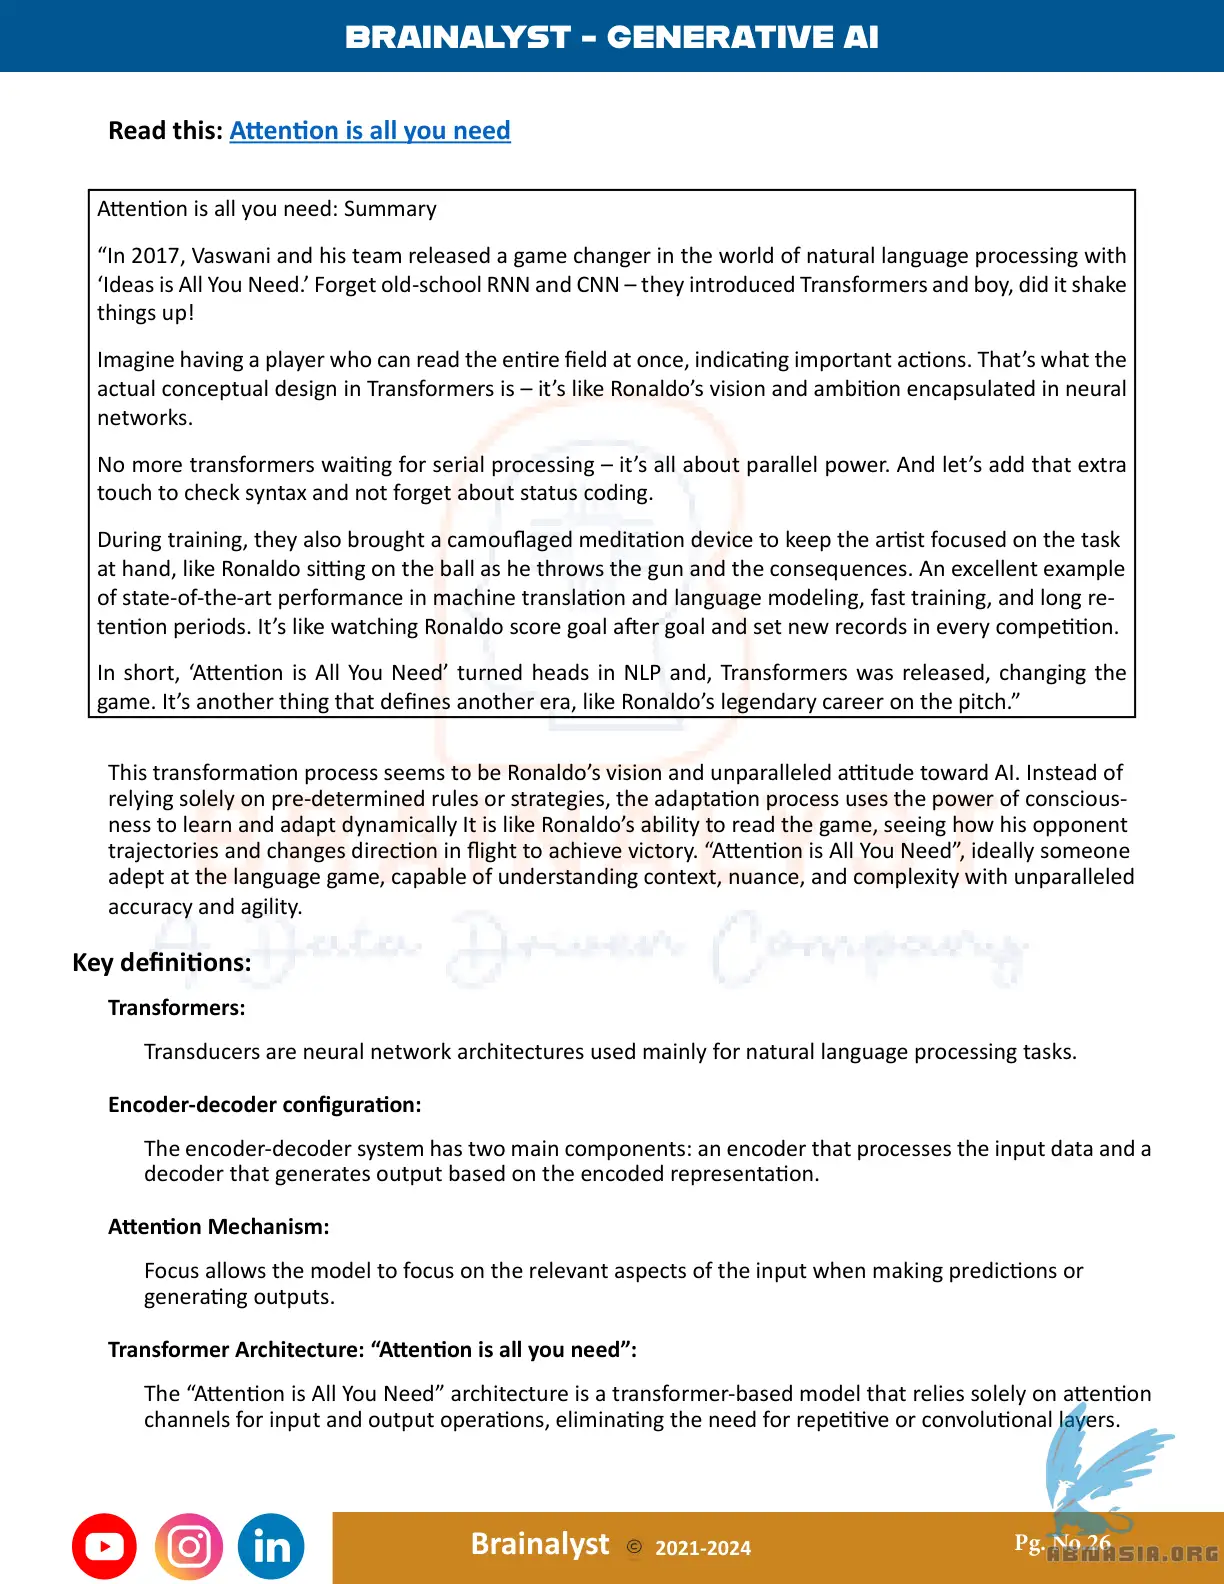 BRAINALYST - GENERATIVE AI
Read this: Attention is all you need
Attention is all you need: Summary
“In 2017, Vaswani and his team released a game changer in the world of natural language processing with
‘Ideas is All You Need.’ Forget old-school RNN and CNN – they introduced Transformers and boy, did it shake
things up!
Imagine having a player who can read the entire field at once, indicating important actions. That’s what the
actual conceptual design in Transformers is – it’s like Ronaldo’s vision and ambition encapsulated in neural
networks.
No more transformers waiting for serial processing – it’s all about parallel power. And let’s add that extra
touch to check syntax and not forget about status coding.
During training, they also brought a camouflaged meditation device to keep the artist focused on the task
at hand, like Ronaldo sitting on the ball as he throws the gun and the consequences. An excellent example
of state-of-the-art performance in machine translation and language modeling, fast training, and long re-
tention periods. It’s like watching Ronaldo score goal after goal and set new records in every competition.
In short, ‘Attention is All You Need’ turned heads in NLP and, Transformers was released, changing the
game. It’s another thing that defines another era, like Ronaldo’s legendary career on the pitch.”
This transformation process seems to be Ronaldo’s vision and unparalleled attitude toward AI. Instead of
relying solely on pre-determined rules or strategies, the adaptation process uses the power of conscious-
ness to learn and adapt dynamically It is like Ronaldo’s ability to read the game, seeing how his opponent
trajectories and changes direction in flight to achieve victory. “Attention is All You Need”, ideally someone
adept at the language game, capable of understanding context, nuance, and complexity with unparalleled
accuracy and agility.
BRAINALYST
A Data Driven Company
Key definitions:
Transformers:
Transducers are neural network architectures used mainly for natural language processing tasks.
Encoder-decoder configuration:
The encoder-decoder system has two main components: an encoder that processes the input data and a
decoder that generates output based on the encoded representation.
Attention Mechanism:
Focus allows the model to focus on the relevant aspects of the input when making predictions or
generating outputs.
Transformer Architecture: “Attention is all you need”:
The “Attention is All You Need” architecture is a transformer-based model that relies solely on attention
channels for input and output operations, eliminating the need for repetitive or convolutional layers.
in
Brainalyst © 2021-2024
Pg. No.26
ABMASIA.ORG